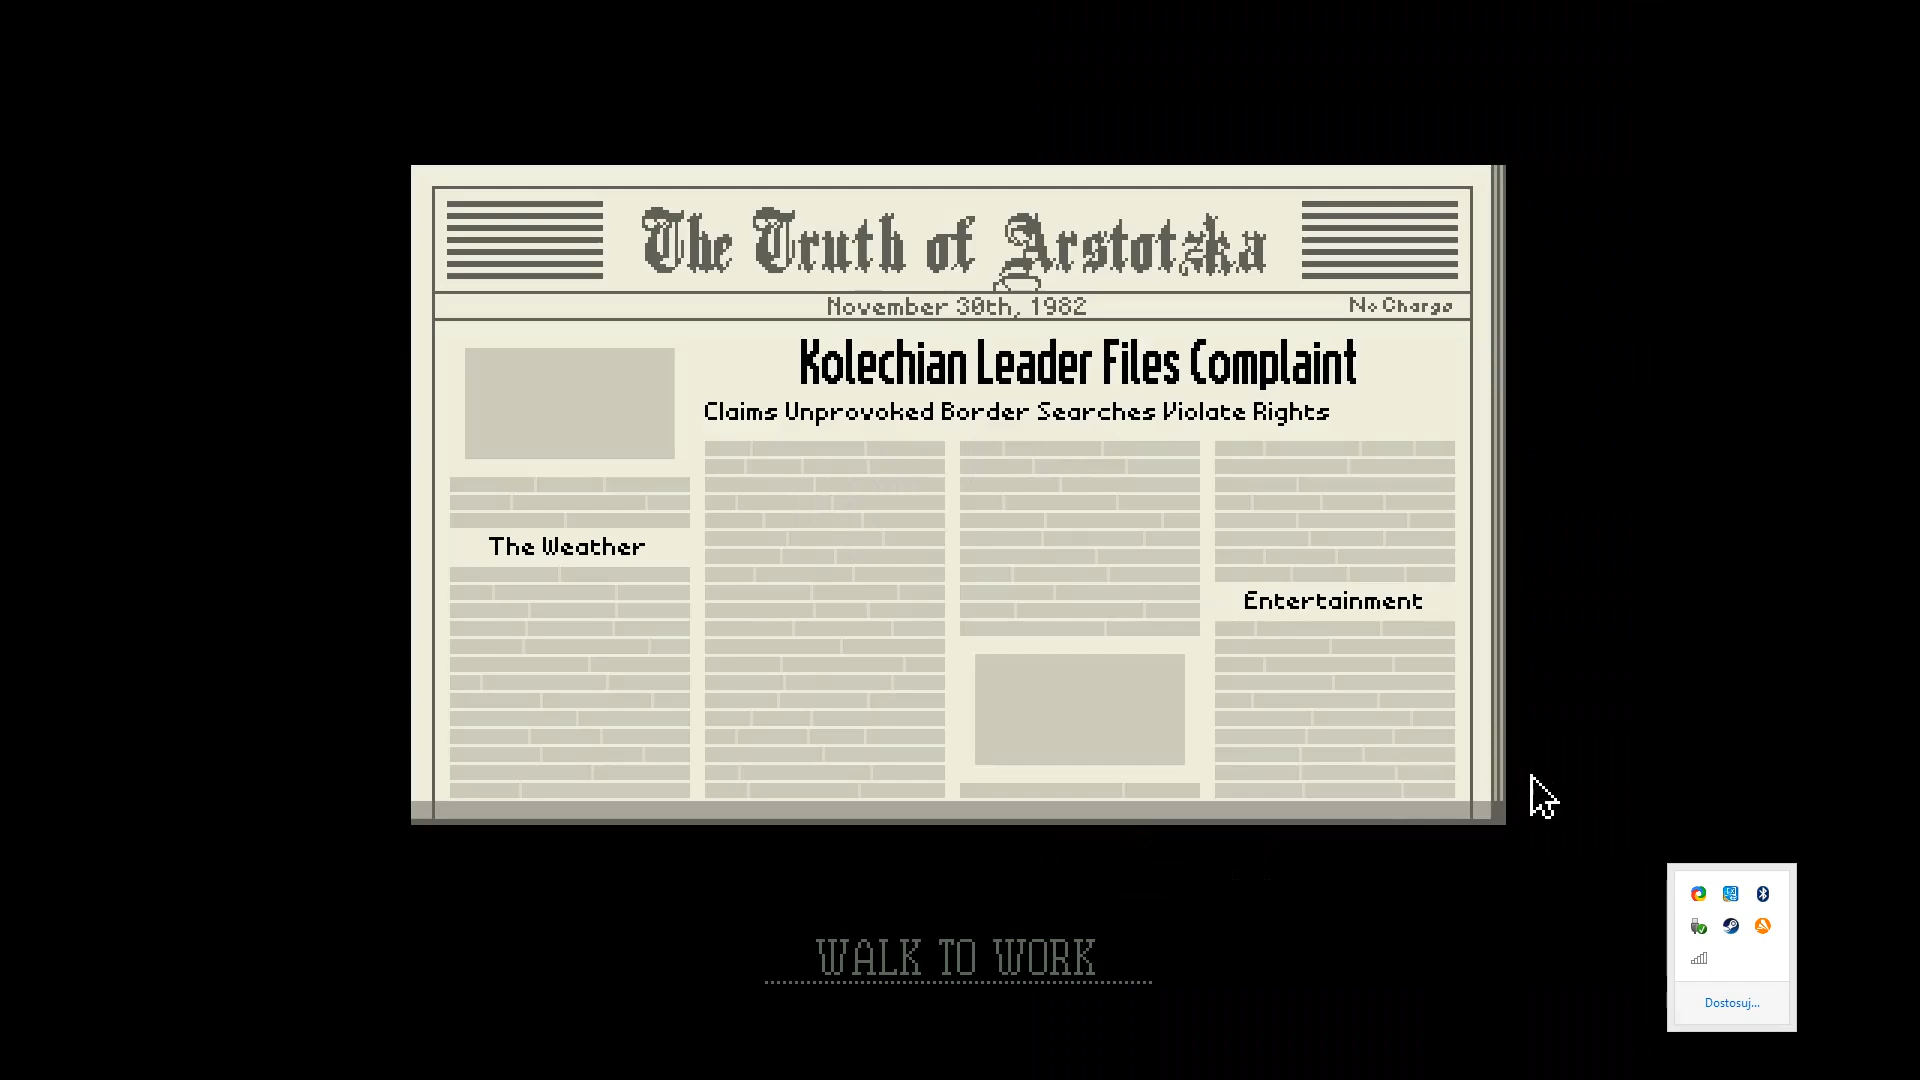 The Truth of Arstotzka
November 30th, 1982
No Charge
Kolechian Leader Files Complaint
Claims Unprovoked Border Searches Violate Rights
The Weather
Entertainment
WALK TO WORK
Dostosuj...